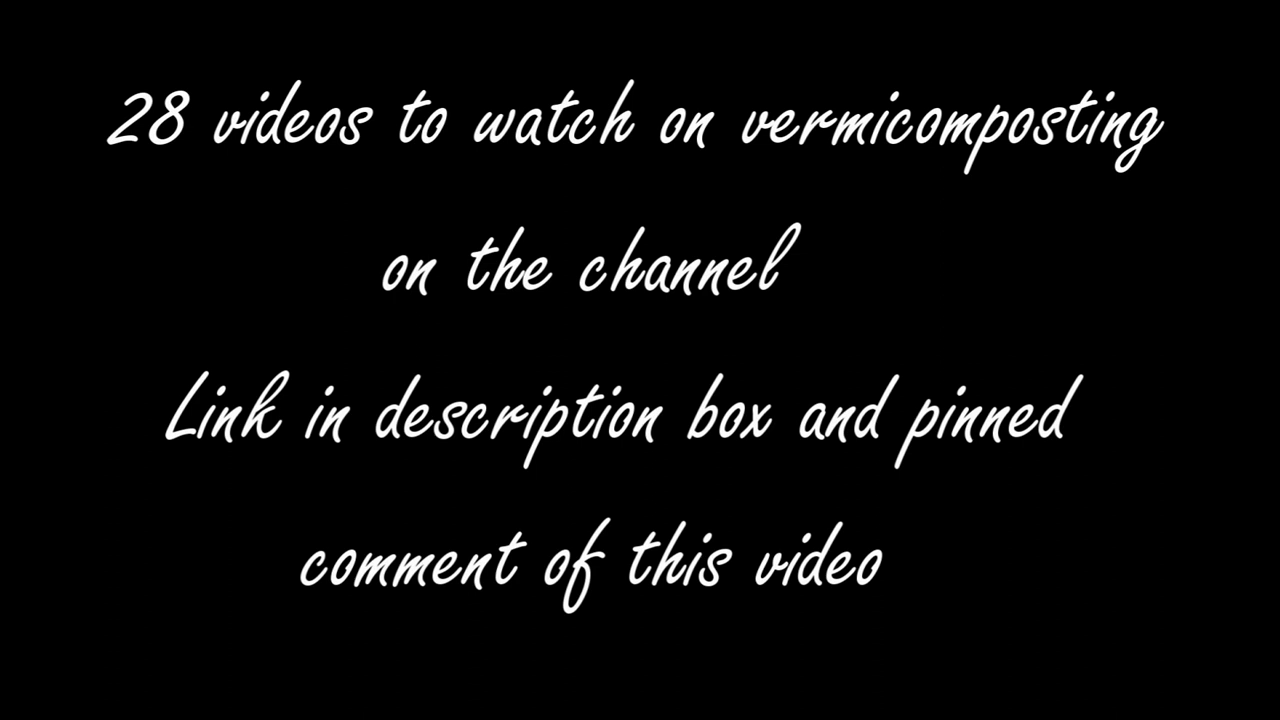 28 videos to watch on vermicomposting
on the channel
Link in description box and pinned
comment of this video